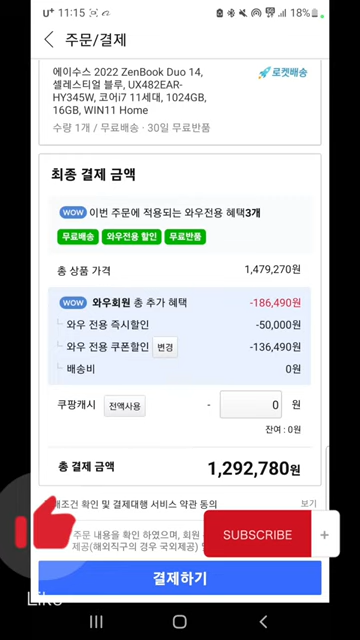 U+ 11:15
18%
주문/결제
에이수스 2022 ZenBook Duo 14,
셀레스티얼 블루, UX482EAR-
HY345W, 코어i7 11세대, 1024GB,
16GB, WIN11 Home
로켓배송
수량 1개 / 무료배송 · 30일 무료반품
최종 결제 금액
WOW 이번 주문에 적용되는 와우전용 혜택3개
무료배송 와우전용 할인 무료반품
총 상품 가격 1,479,270원
WOW 와우회원 총 추가 혜택 -186,490원
와우 전용 즉시할인 -50,000원
와우 전용 쿠폰할인 변경 -136,490원
배송비 0원
쿠팡캐시 전액사용 - 0 원
잔여 : 0원
총 결제 금액 1,292,780원
매조건 확인 및 결제대행 서비스 약관 동의 보기
주문 내용을 확인 하였으며, 회원
제공(해외직구의 경우 국외제공)
SUBSCRIBE +
결제하기
Like